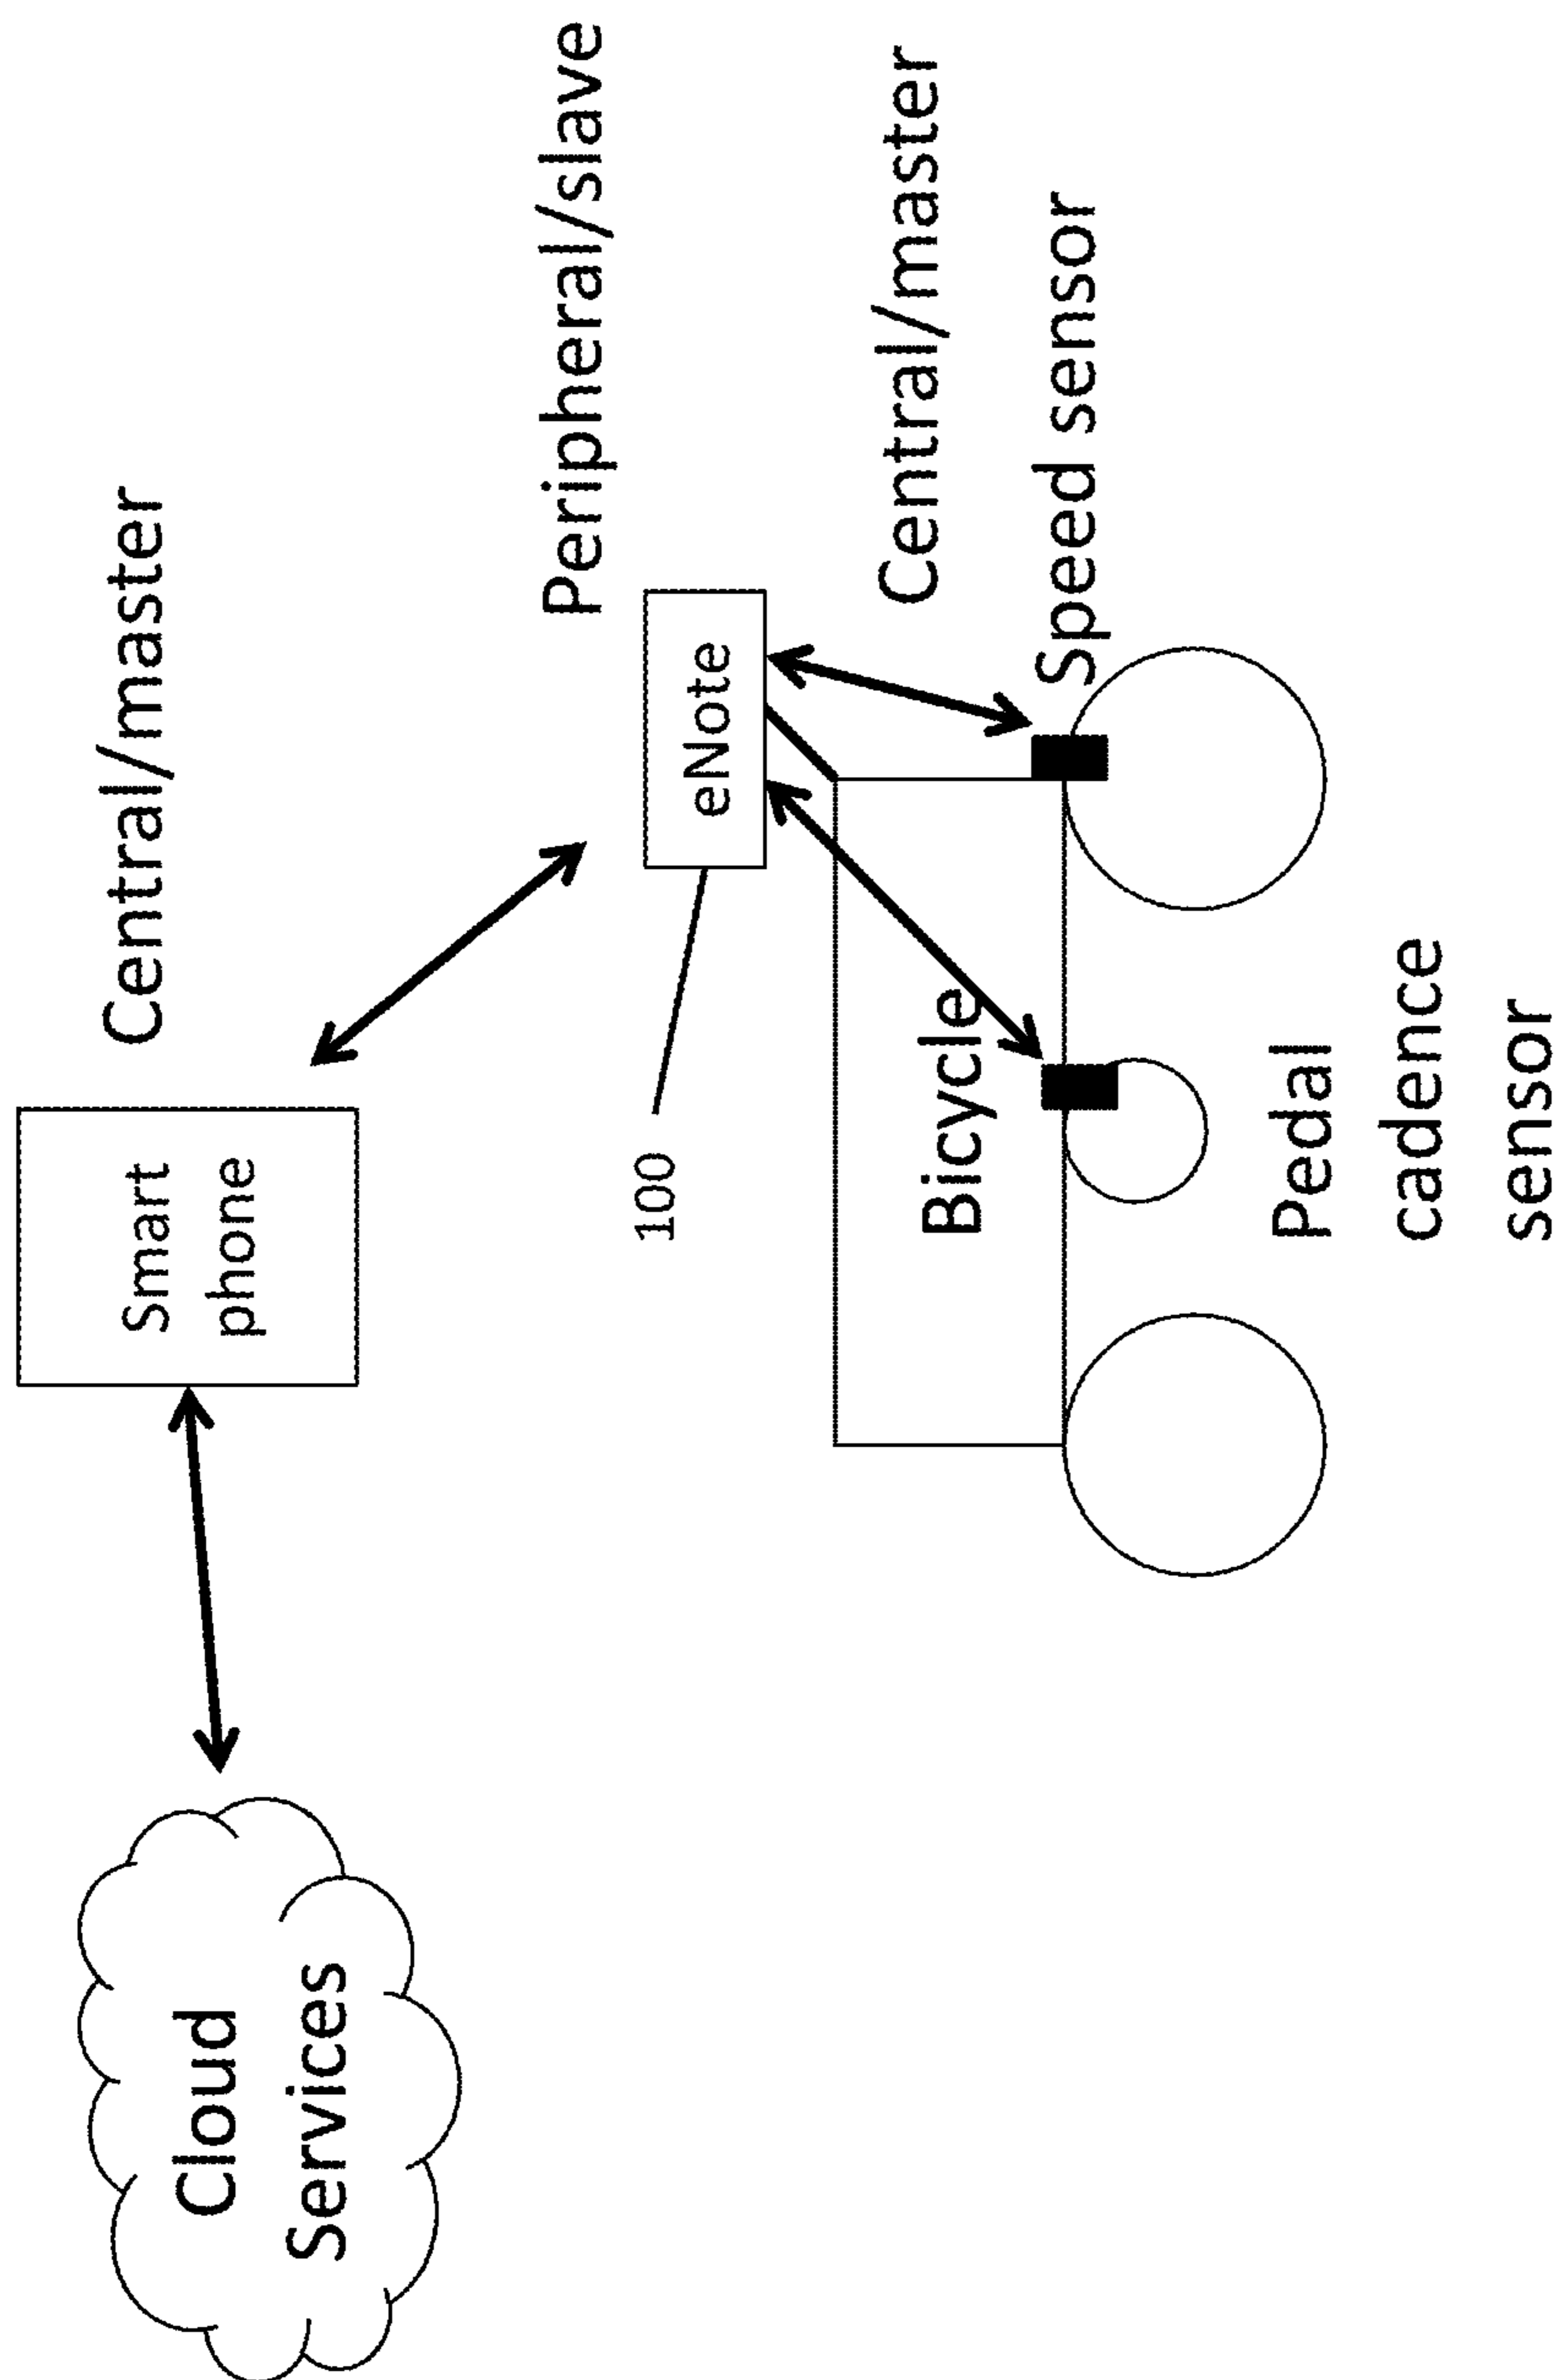 Cloud
Services
Smart
phone
Central/master
Peripheral/slave
eNote
100
Central/master
Bicycle
Speed sensor
Pedal
cadence
sensor